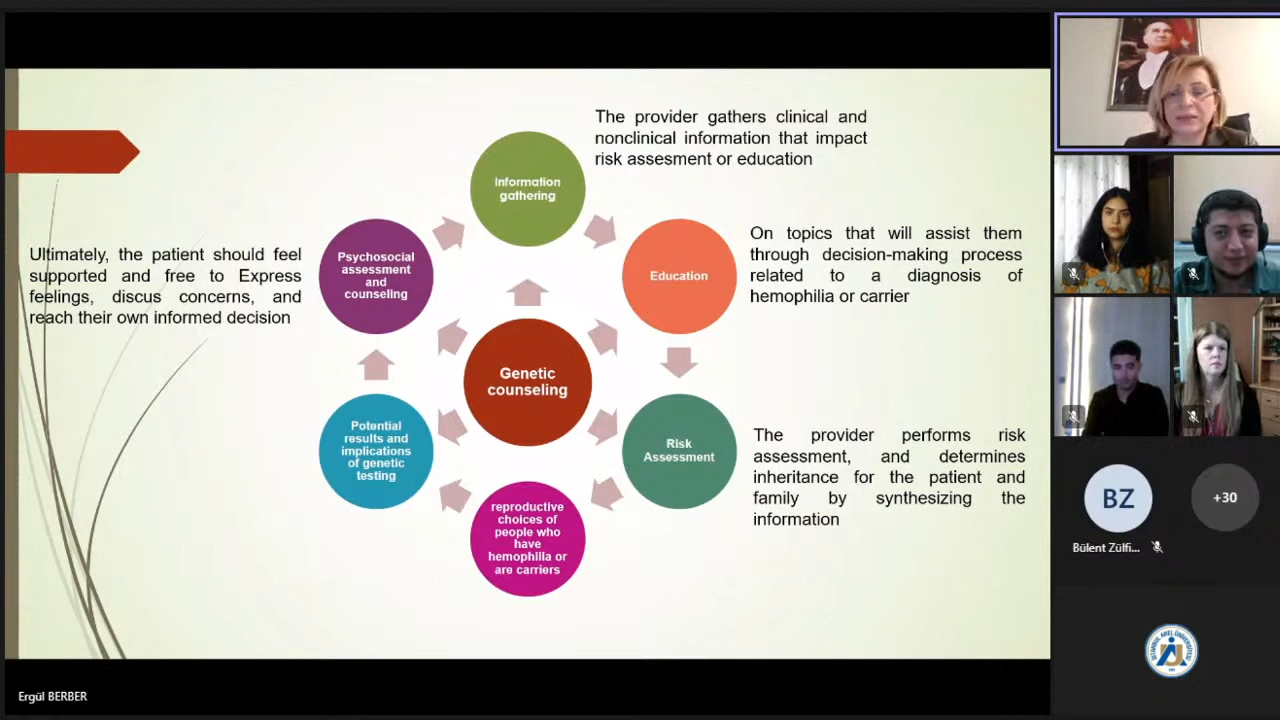 The provider gathers clinical and
nonclinical information that impact
risk assesment or education
Information
gathering
On topics that will assist them
through decision-making process
related to a diagnosis of
hemophilia or carrier
Education
Ultimately, the patient should feel
supported and free to Express
feelings, discus concerns, and
reach their own informed decision
Psychosocial
assessment
and
counseling
Genetic
counseling
Potential
results and
implications
of genetic
testing
Risk
Assessment
The provider performs risk
assessment, and determines
inheritance for the patient and
family by synthesizing the
information
reproductive
choices of
people who
have
hemophilia or
are carriers
BZ
+30
Bülent Zülfi...
Ergül BERBER
İSTANBUL AREL ÜNİVERSİTESİ